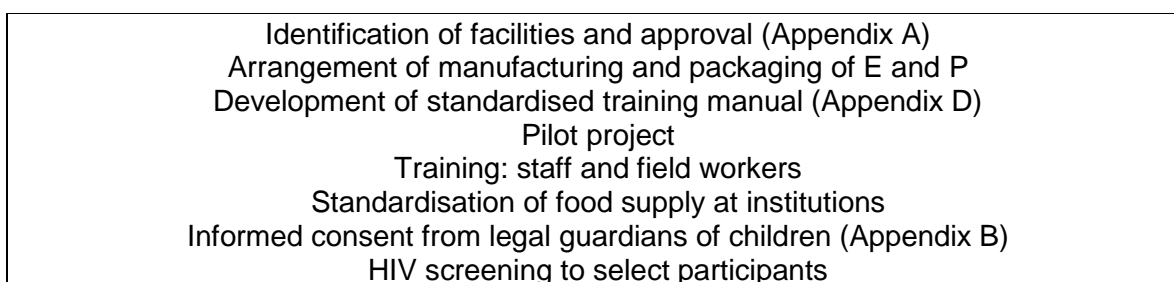 Identification of facilities and approval (Appendix A)
Arrangement of manufacturing and packaging of E and P
Development of standardised training manual (Appendix D)
Pilot project
Training: staff and field workers
Standardisation of food supply at institutions
Informed consent from legal guardians of children (Appendix B)
HIV screening to select participants